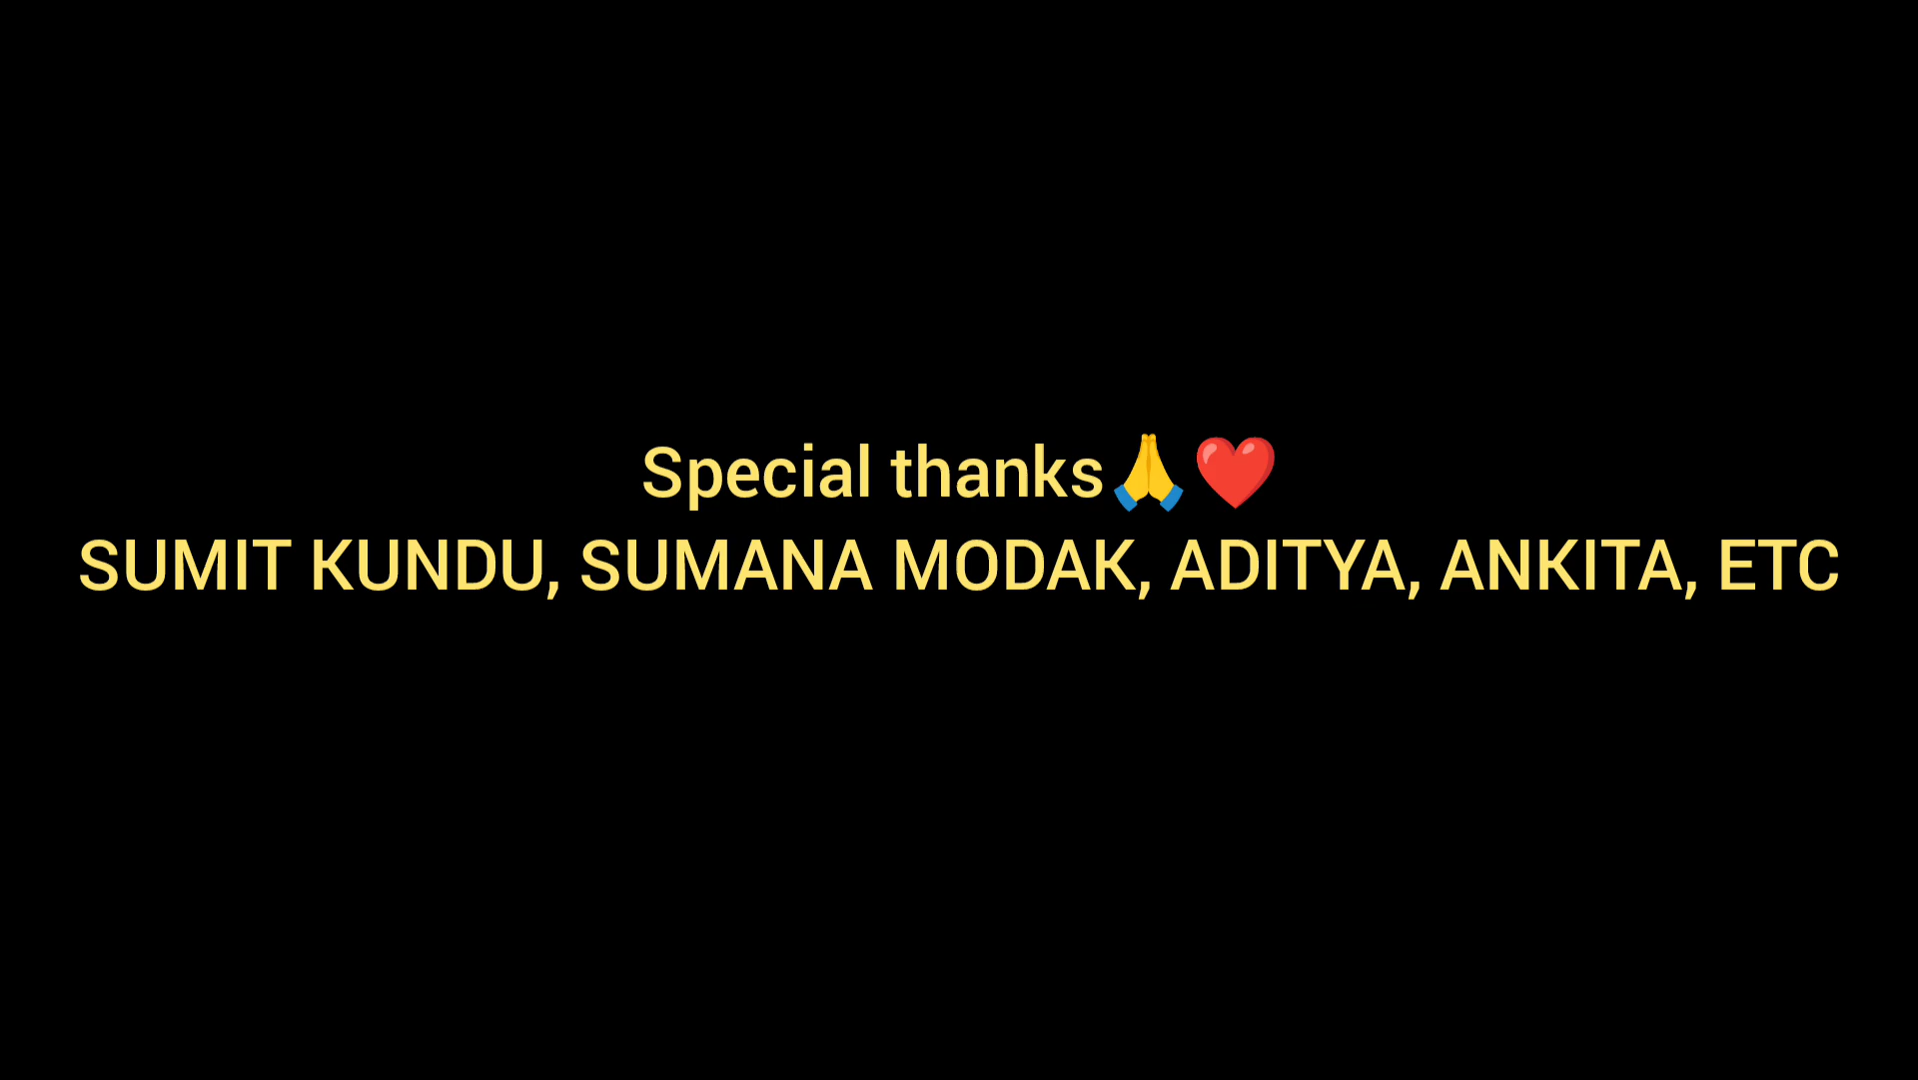 Special thanks🙏❤️
SUMIT KUNDU, SUMANA MODAK, ADITYA, ANKITA, ETC